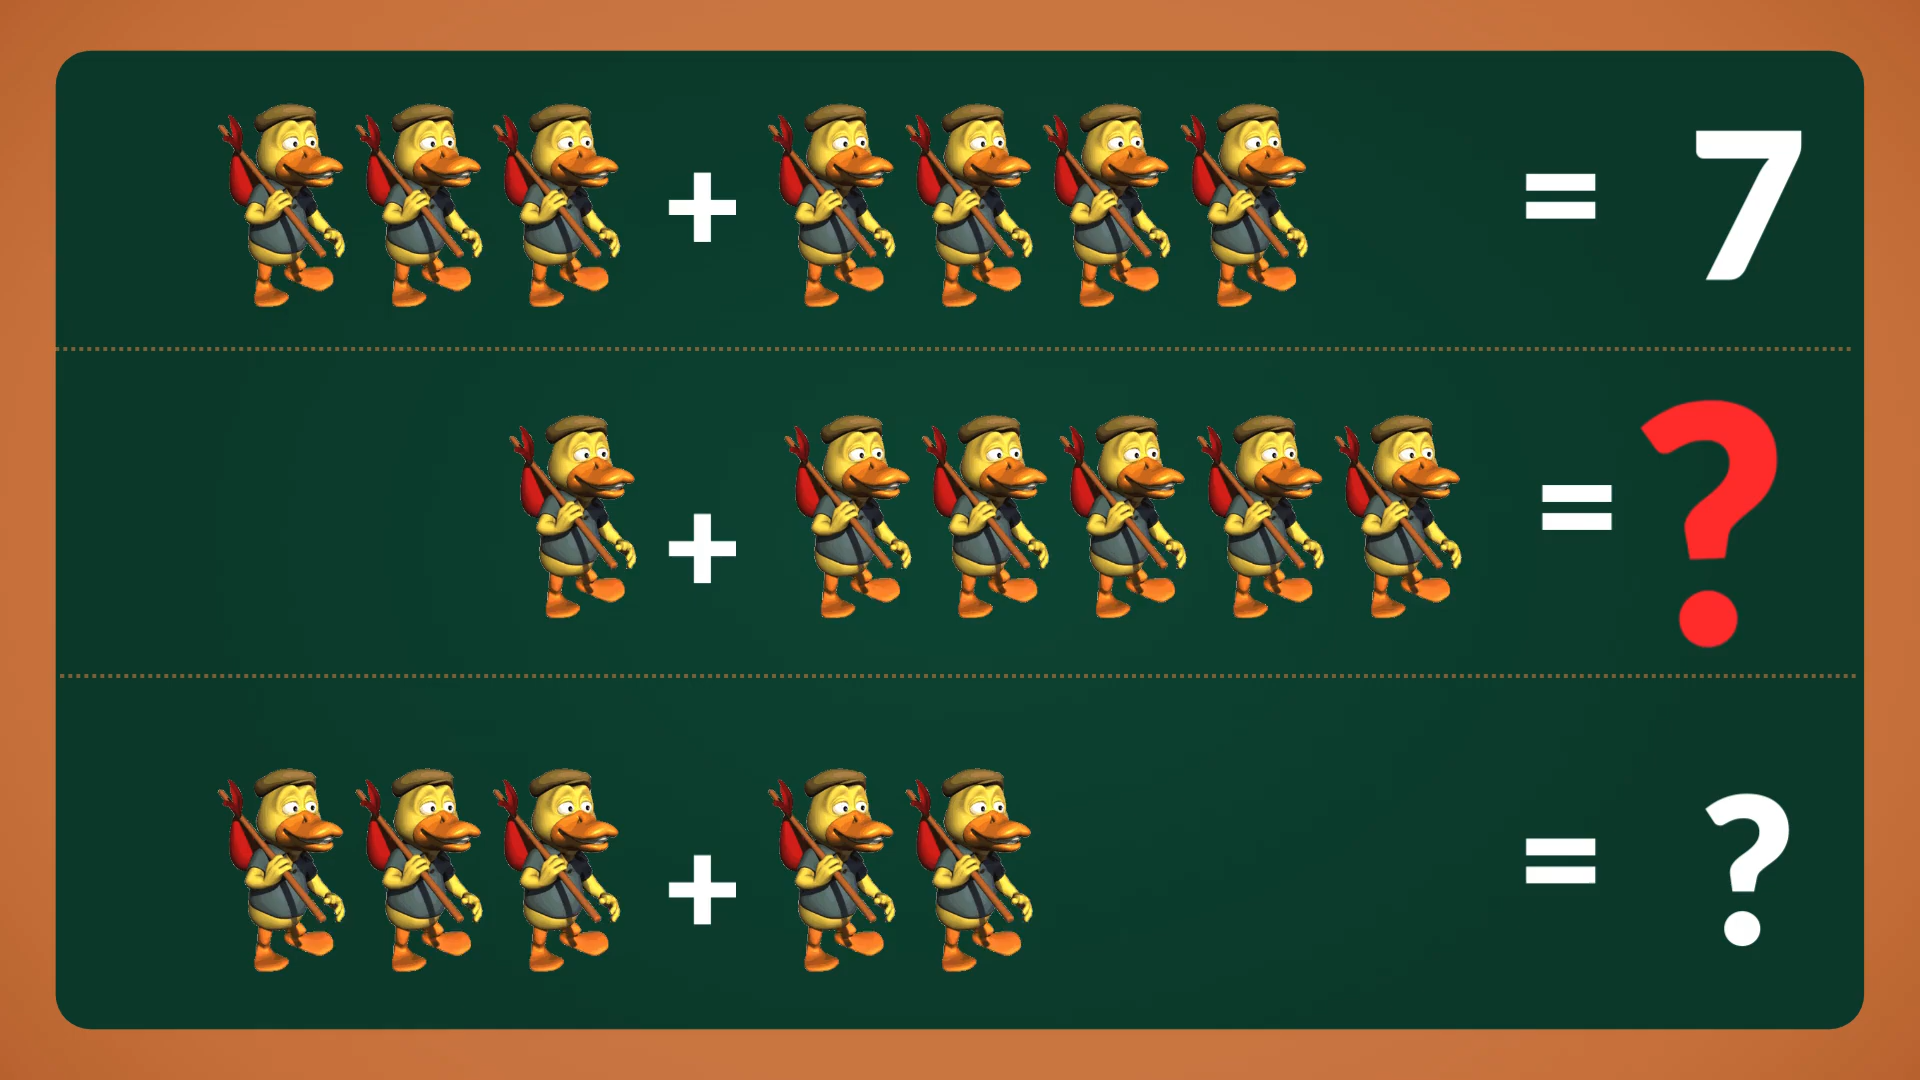 + = 7
+ = ?
+ = ?